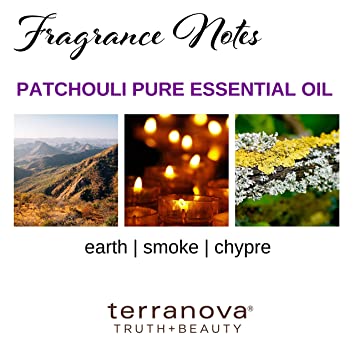 Fragrance Notes
PATCHOULI PURE ESSENTIAL OIL
earth | smoke | chypre
terranova®
TRUTH+BEAUTY